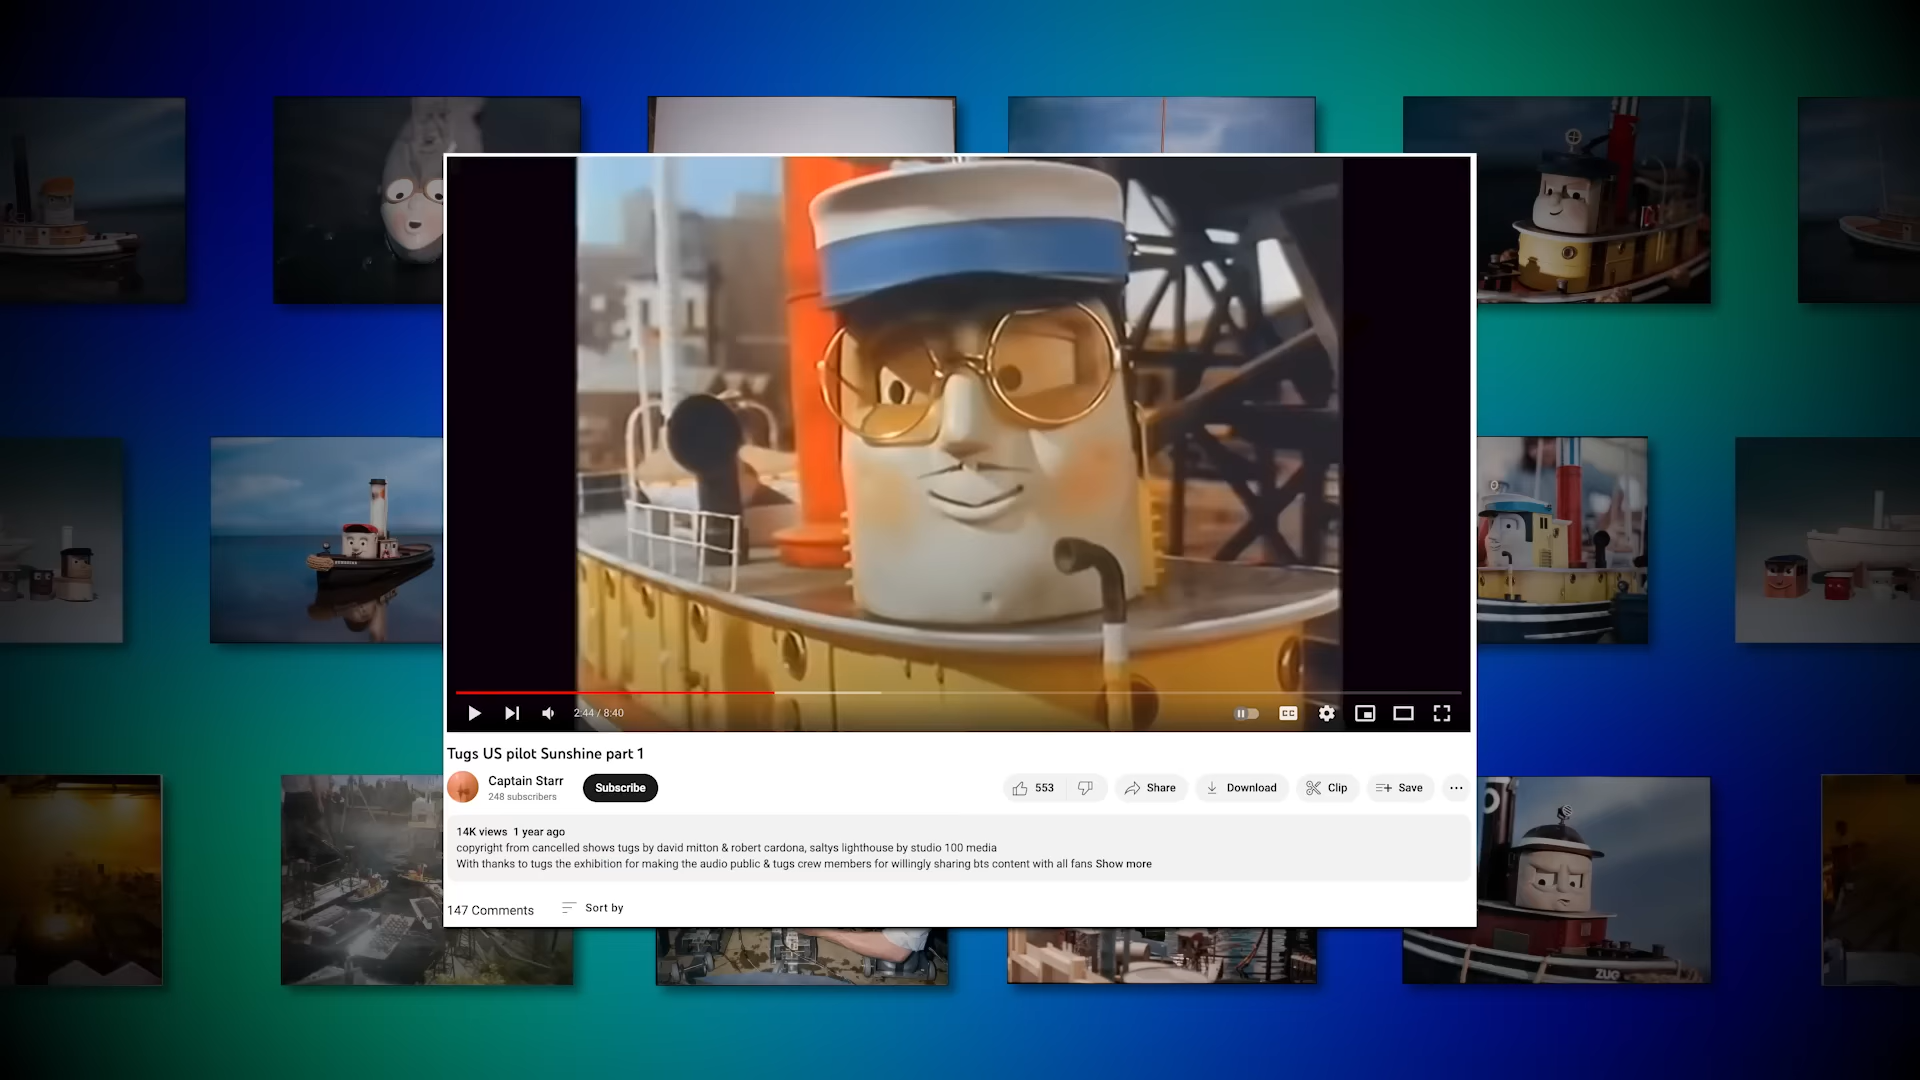 2:44 / 8:40
CC
Tugs US pilot Sunshine part 1
Captain Starr
248 subscribers
Subscribe
553
Share
Download
Clip
Save
14K views 1 year ago
copyright from cancelled shows tugs by david mitton & robert cardona, saltys lighthouse by studio 100 media
With thanks to tugs the exhibition for making the audio public & tugs crew members for willingly sharing bts content with all fans Show more
147 Comments
Sort by
ZUG